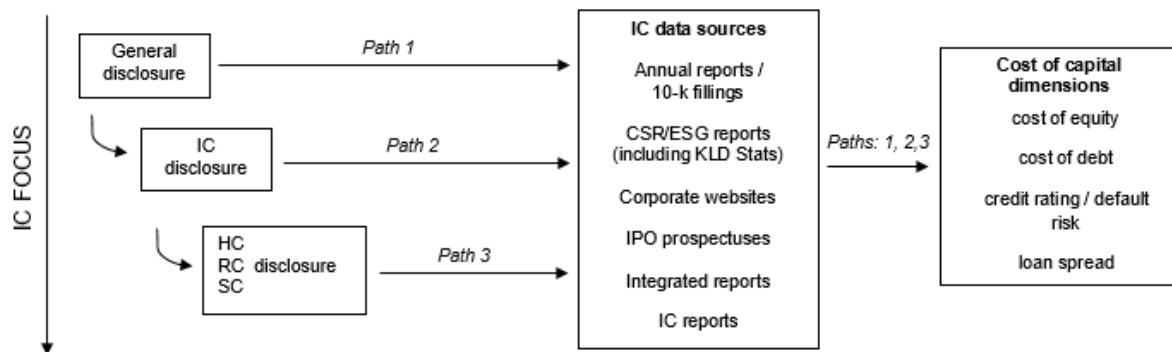 IC FOCUS
General
disclosure
Path 1
IC
disclosure
Path 2
HC
RC disclosure
SC
Path 3
IC data sources
Annual reports /
10-k fillings
CSR/ESG reports
(including KLD Stats)
Corporate websites
IPO prospectuses
Integrated reports
IC reports
Paths: 1, 2,3
Cost of capital
dimensions
cost of equity
cost of debt
credit rating / default
risk
loan spread